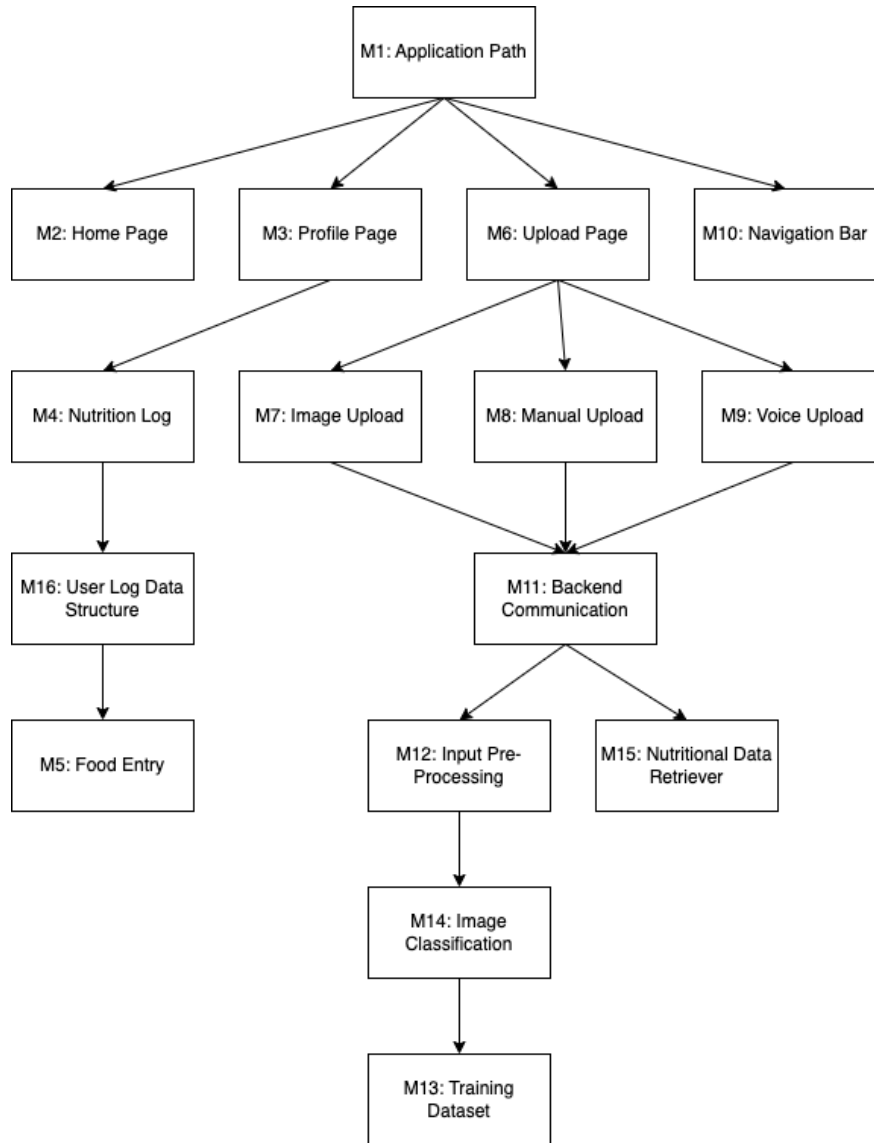 M1: Application Path
M2: Home Page
M3: Profile Page
M6: Upload Page
M10: Navigation Bar
M4: Nutrition Log
M7: Image Upload
M8: Manual Upload
M9: Voice Upload
M16: User Log Data
Structure
M11: Backend
Communication
M5: Food Entry
M12: Input Pre-
Processing
M15: Nutritional Data
Retriever
M14: Image
Classification
M13: Training
Dataset